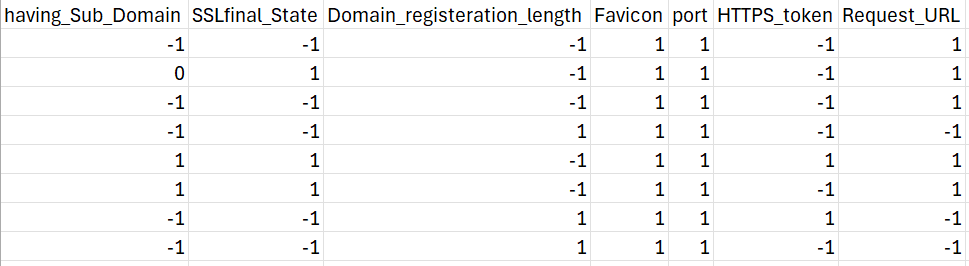 having_Sub_Domain SSLfinal_State Domain_registeration_length Favicon port HTTPS_token Request_URL
-1 -1 -1 1 1 -1 1
0 1 -1 1 1 -1 1
-1 -1 -1 1 1 -1 1
-1 -1 1 1 1 -1 -1
1 1 -1 1 1 1 1
1 1 -1 1 1 -1 1
-1 -1 1 1 1 1 -1
-1 -1 1 1 1 -1 -1